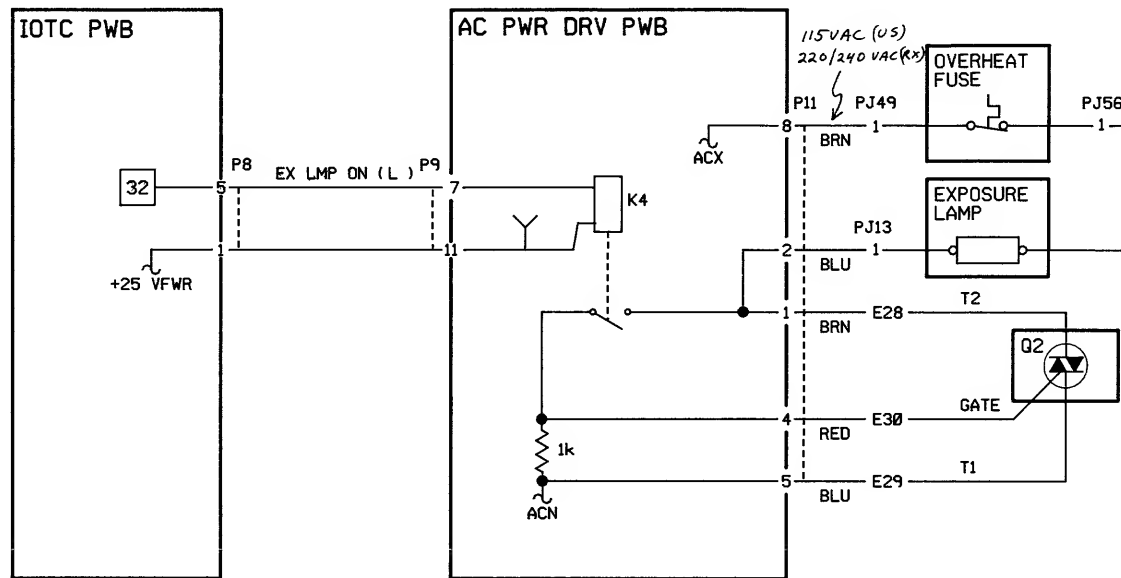 IOTC PWB
AC PWR DRV PWB
115VAC (US)
220/240 VAC (RX)
OVERHEAT
FUSE
P11
PJ49
PJ56
8
BRN
1
1
ACX
P8
EX LMP ON (L )
P9
32
5
7
K4
EXPOSURE
LAMP
PJ13
1
11
2
BLU
1
+25 VFWR
1
BRN
E28
T2
Q2
GATE
4
RED
E30
1k
5
BLU
E29
T1
ACN